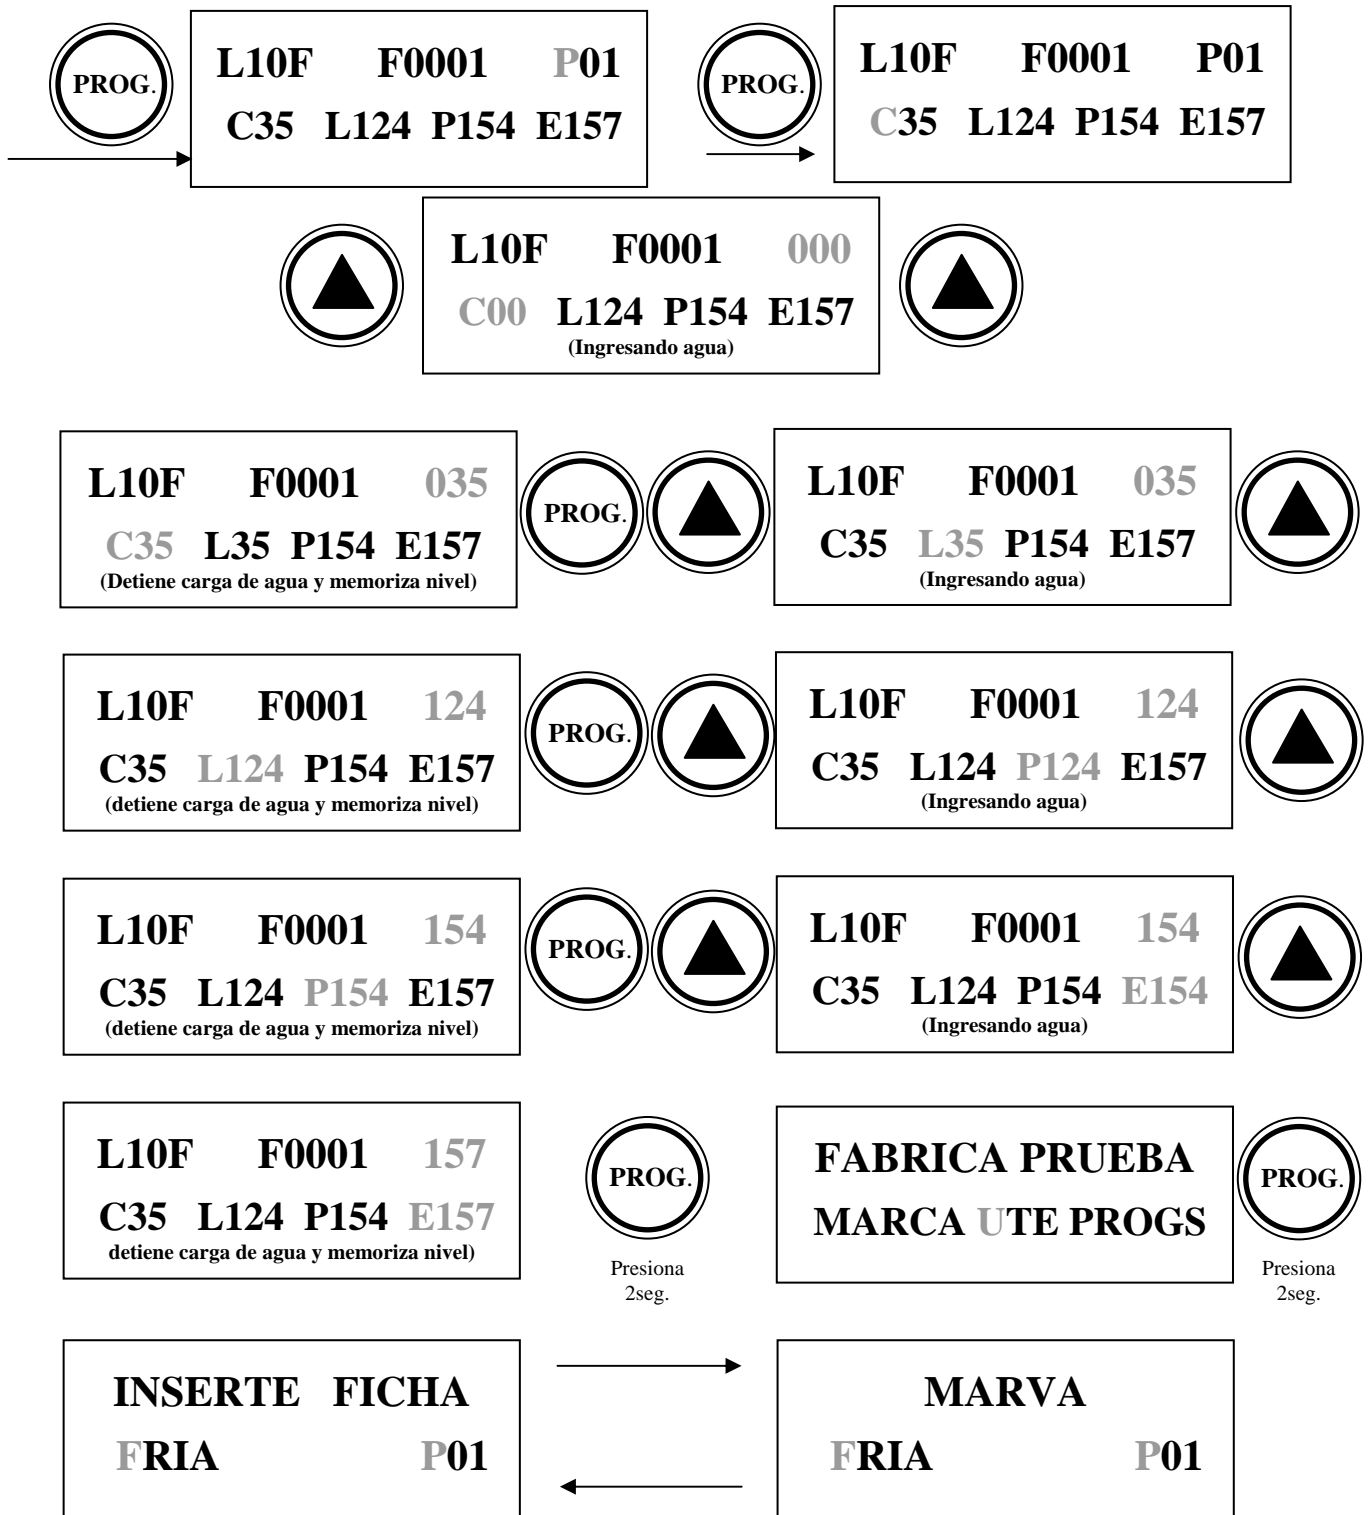 PROG.
L10F F0001 P01
C35 L124 P154 E157
PROG.
L10F F0001 P01
C35 L124 P154 E157
L10F F0001 000
C00 L124 P154 E157
(Ingresando agua)
L10F F0001 035
C35 L35 P154 E157
(Detiene carga de agua y memoriza nivel)
PROG.
L10F F0001 035
C35 L35 P154 E157
(Ingresando agua)
L10F F0001 124
C35 L124 P154 E157
(detiene carga de agua y memoriza nivel)
PROG.
L10F F0001 124
C35 L124 P124 E157
(Ingresando agua)
L10F F0001 154
C35 L124 P154 E157
(detiene carga de agua y memoriza nivel)
PROG.
L10F F0001 154
C35 L124 P154 E154
(Ingresando agua)
L10F F0001 157
C35 L124 P154 E157
detiene carga de agua y memoriza nivel)
PROG.
Presiona
2seg.
FABRICA PRUEBA
MARCA UTE PROGS
PROG.
Presiona
2seg.
INSERTE FICHA
FRIA P01
MARVA
FRIA P01